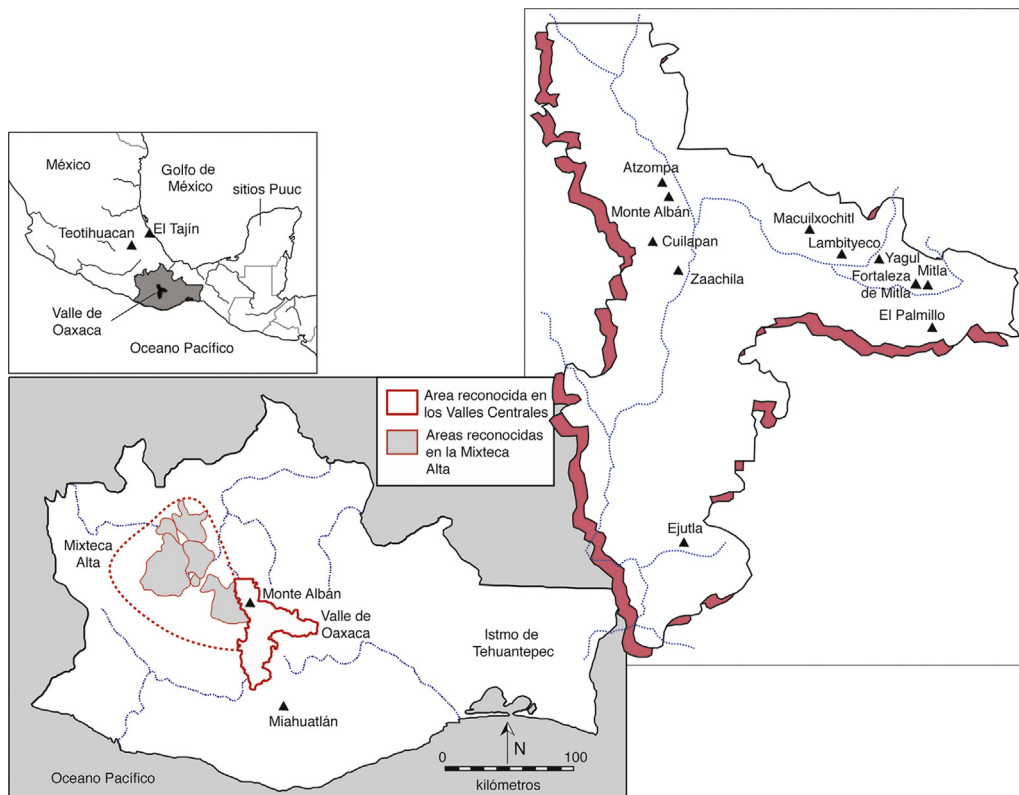 México
Golfo de
México
sitios Puuc
Teotihuacan
El Tajín
Valle de
Oaxaca
Oceano Pacífico
Atzompa
Monte Albán
Cuilapan
Zaachila
Macuilxochitl
Lambityeco
Yagul
Mitla
Fortaleza
de Mitla
El Palmillo
Ejutla
Area reconocida en
los Valles Centrales
Areas reconocidas
en la Mixteca
Alta
Mixteca
Alta
Monte Albán
Valle de
Oaxaca
Istmo de
Tehuantepec
Miahuatlán
Oceano Pacífico
N
0 100
kilómetros